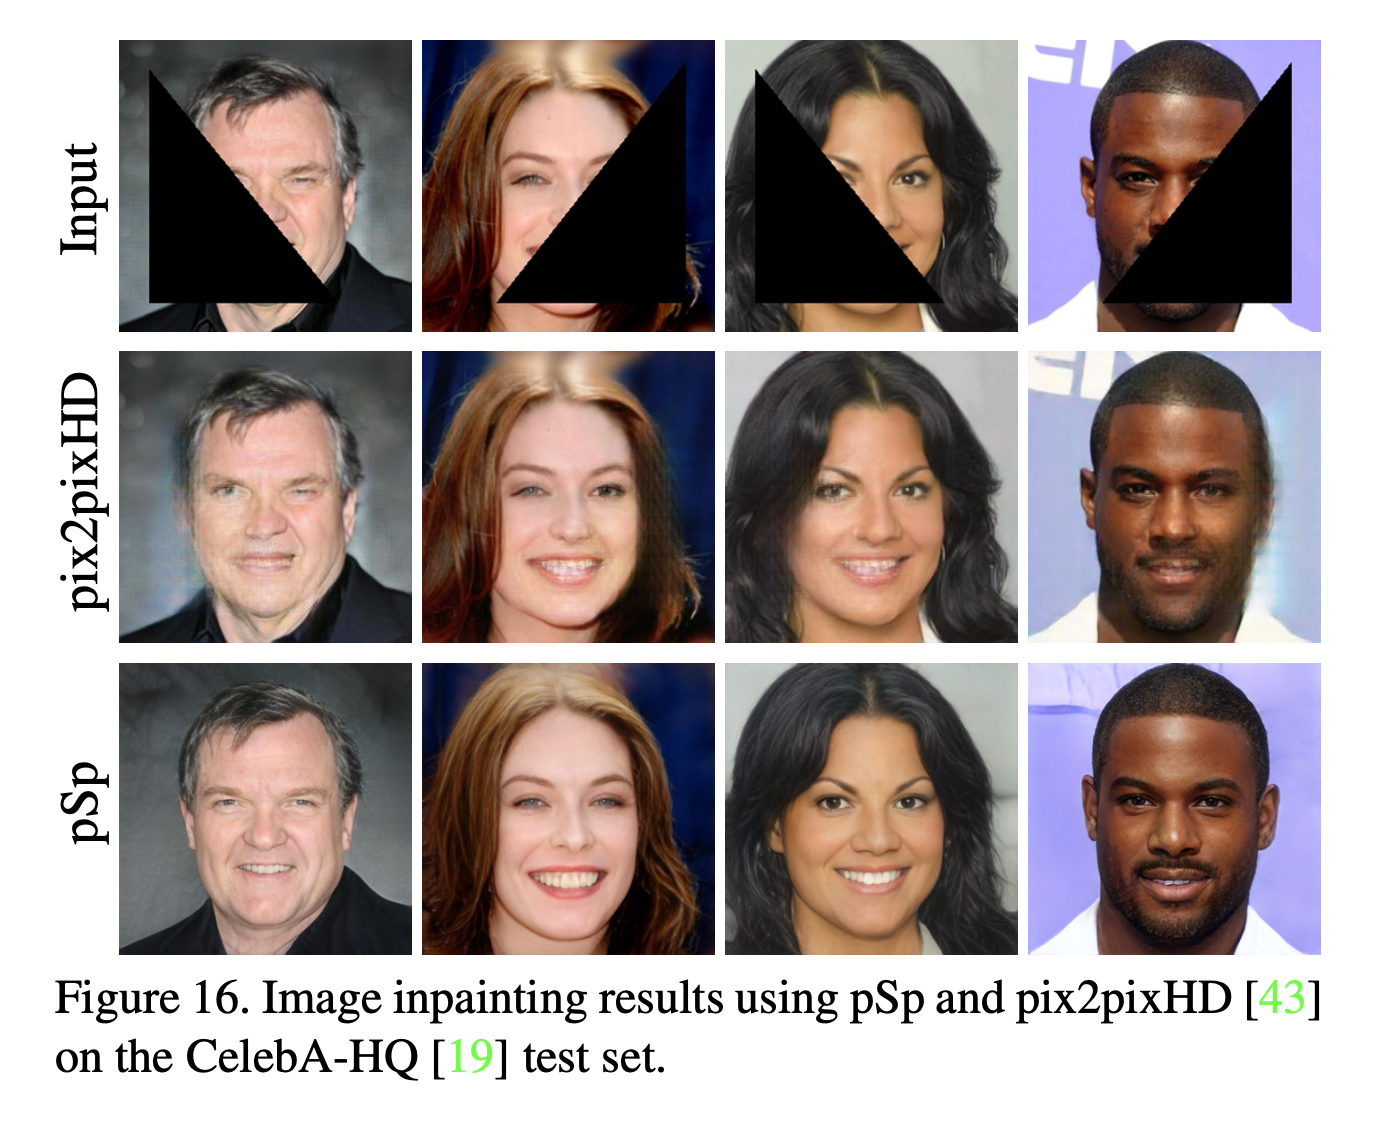 Input
pix2pixHD
pSp
Figure 16. Image inpainting results using pSp and pix2pixHD [43]
on the CelebA-HQ [19] test set.